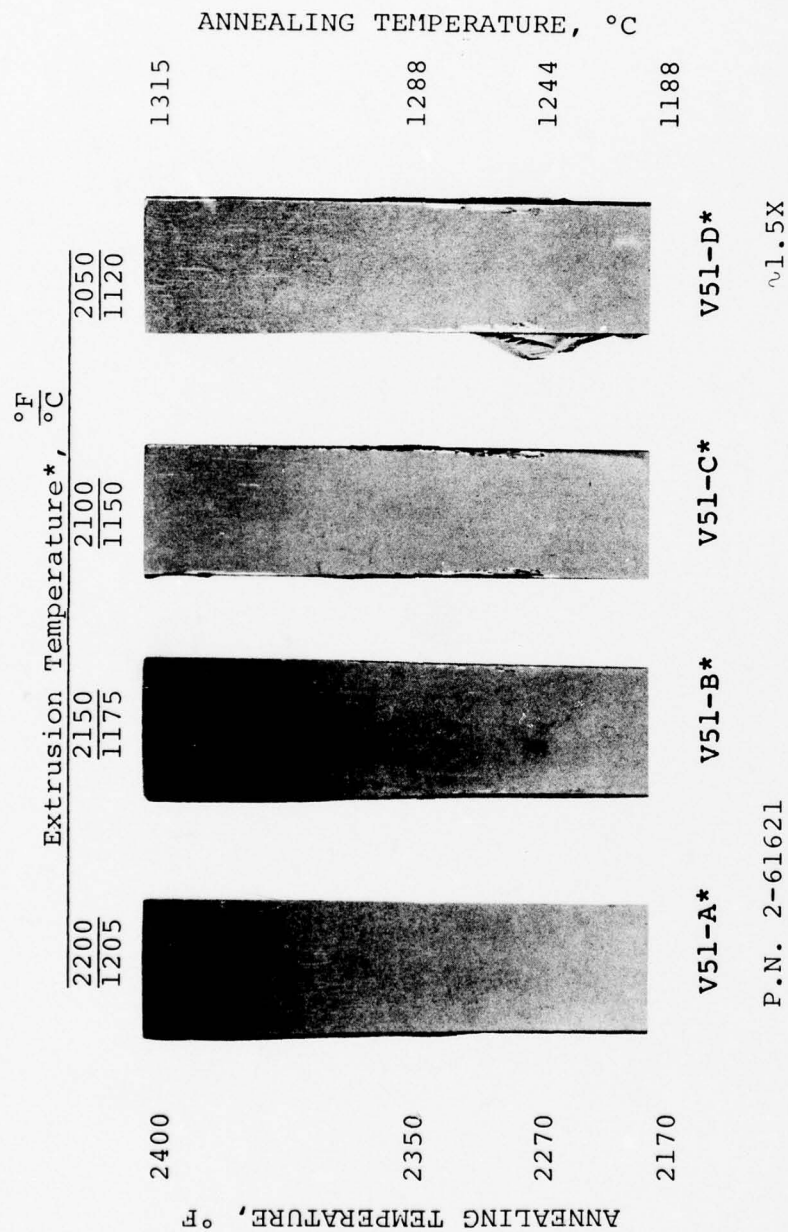 Extrusion Temperature*, °F/°C
2200/1205 2150/1175 2100/1150 2050/1120
ANNEALING TEMPERATURE, °F
2400
2350
2270
2170
ANNEALING TEMPERATURE, °C
1315
1288
1244
1188
V51-A* V51-B* V51-C* V51-D*
P.N. 2-61621 ~1.5X